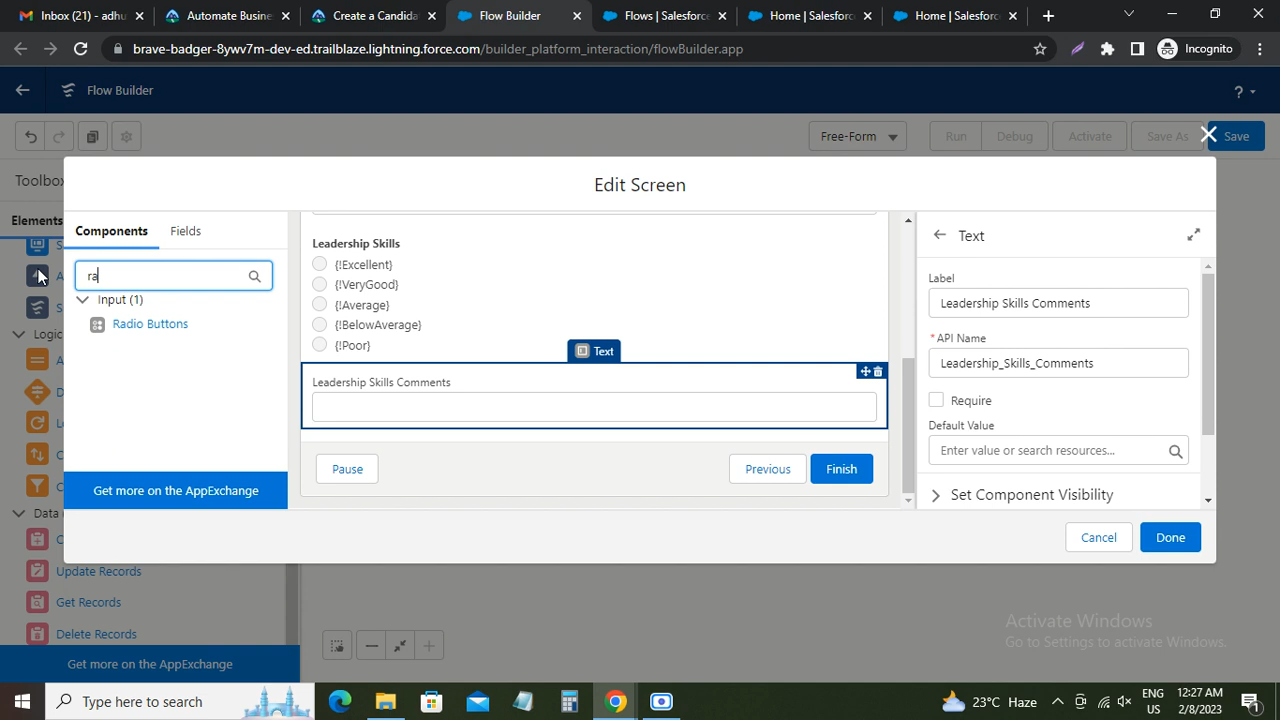 Inbox (21) - adhu
Automate Busine
Create a Candida
Flow Builder
Flows | Salesforce
Home | Salesforc
Home | Salesforc
brave-badger-8ywv7m-dev-ed.trailblaze.lightning.force.com/builder_platform_interaction/flowBuilder.app
Incognito
Flow Builder
?
Free-Form
Run
Debug
Activate
Save As
Save
Toolbox
Edit Screen
Elements
Components
Fields
Text
ra
Input (1)
Radio Buttons
Get more on the AppExchange
Leadership Skills
{!Excellent}
{!VeryGood}
{!Average}
{!BelowAverage}
{!Poor}
Text
Leadership Skills Comments
Pause
Previous
Finish
Label
Leadership Skills Comments
*API Name
Leadership_Skills_Comments
Require
Default Value
Enter value or search resources...
Set Component Visibility
Cancel
Done
Logic
Data
Update Records
Get Records
Delete Records
Get more on the AppExchange
Activate Windows
Go to Settings to activate Windows.
Type here to search
23°C Haze
ENG
US
12:27 AM
2/8/2023
1